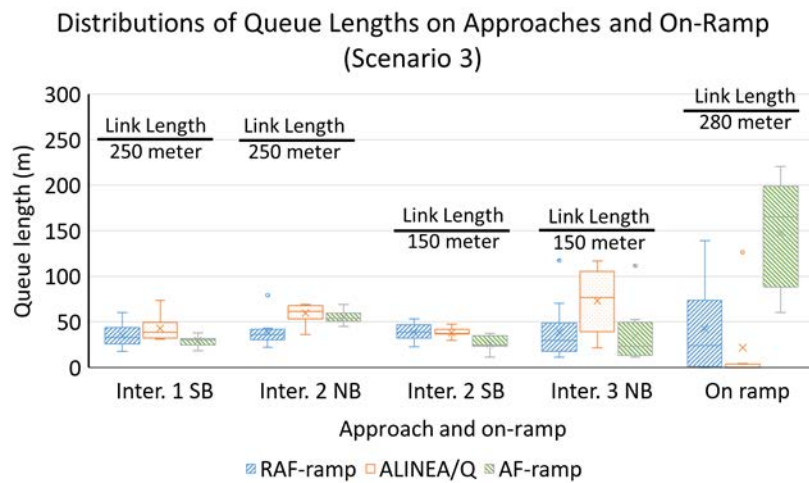 Distributions of Queue Lengths on Approaches and On-Ramp
(Scenario 3)
Queue length (m)
300
250
200
150
100
50
0
Link Length
250 meter
Link Length
250 meter
Link Length
150 meter
Link Length
150 meter
Link Length
280 meter
Inter. 1 SB
Inter. 2 NB
Inter. 2 SB
Inter. 3 NB
On ramp
Approach and on-ramp
RAF-ramp
ALINEA/Q
AF-ramp